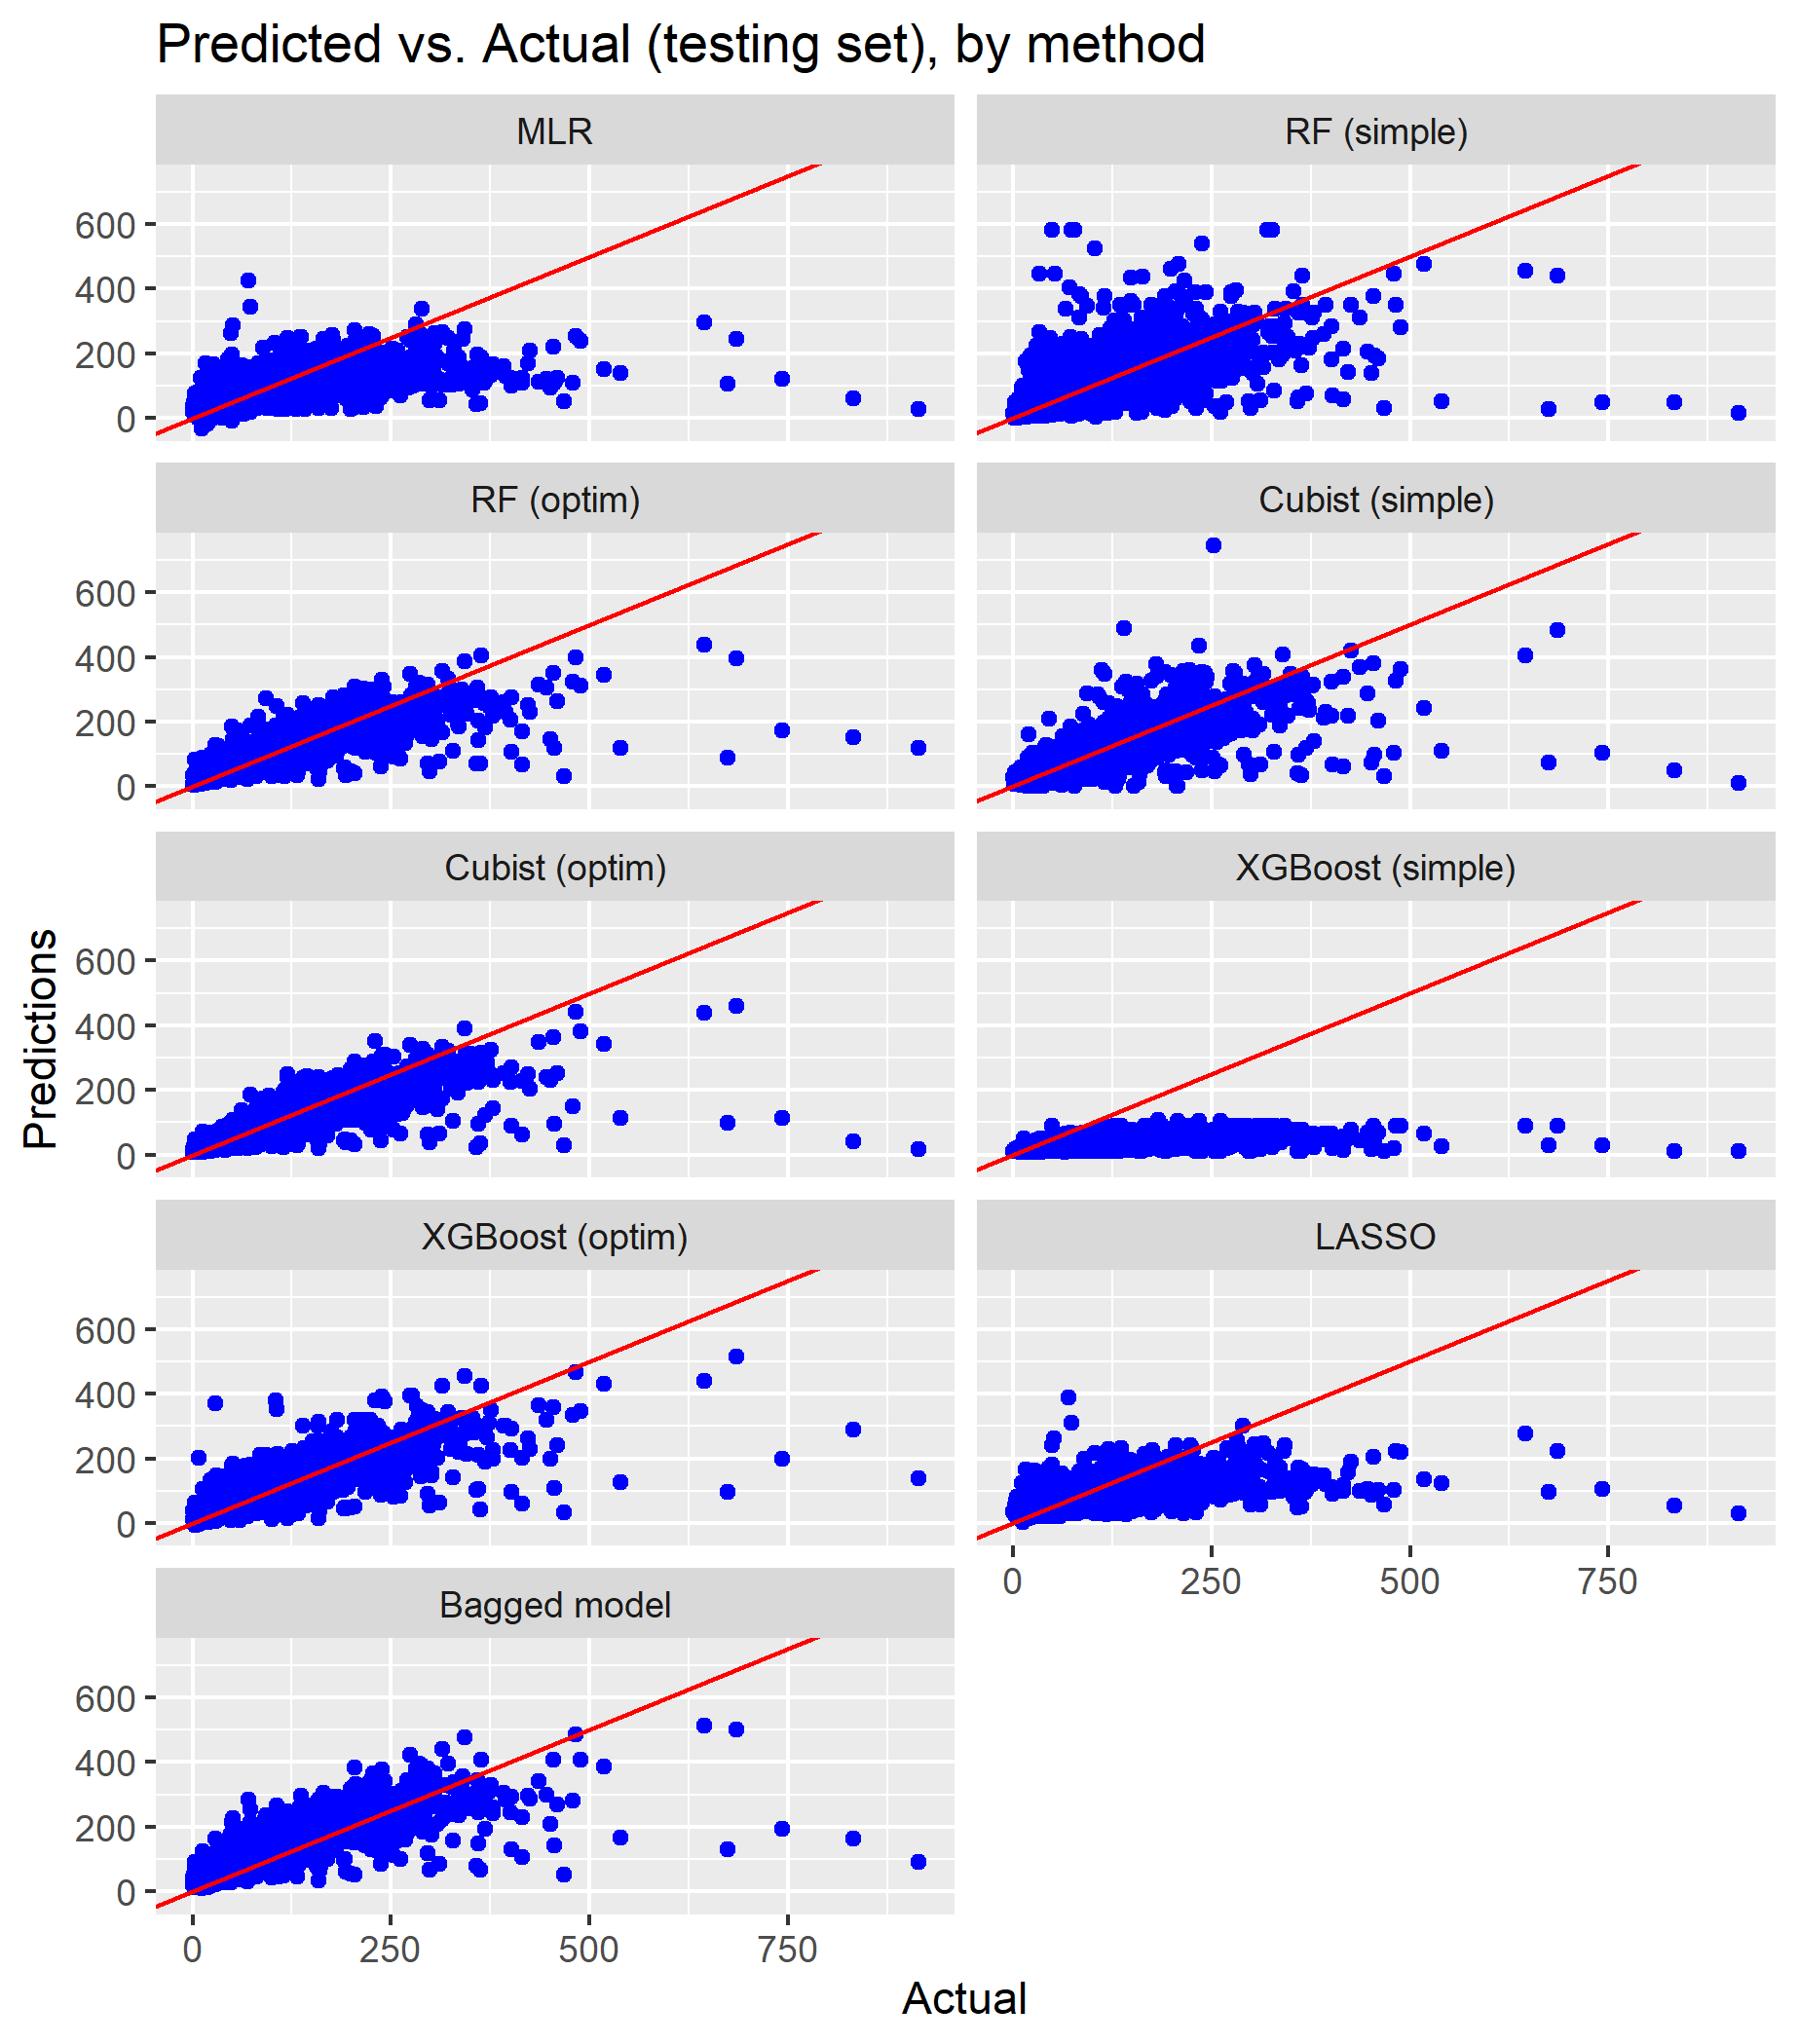 Predicted vs. Actual (testing set), by method
MLR
RF (simple)
600
400
200
0
RF (optim)
Cubist (simple)
600
400
200
0
Cubist (optim)
XGBoost (simple)
600
400
200
0
Predictions
XGBoost (optim)
LASSO
600
400
200
0
0 250 500 750
Bagged model
600
400
200
0
0 250 500 750
Actual